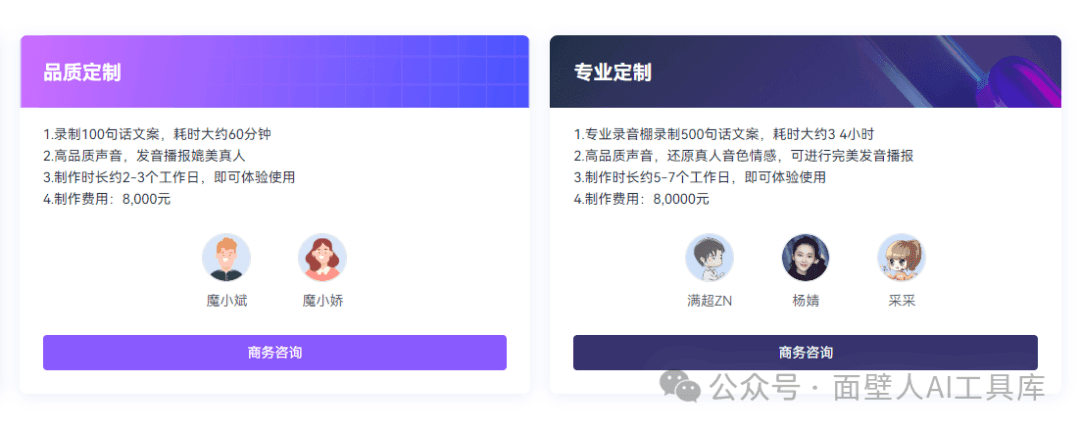 品质定制
1.录制100句话文案，耗时大约60分钟
2.高品质声音，发音播报媲美真人
3.制作时长约2-3个工作日，即可体验使用
4.制作费用：8,000元
魔小斌
魔小娇
商务咨询
专业定制
1.专业录音棚录制500句话文案，耗时大约3 4小时
2.高品质声音，还原真人音色情感，可进行完美发音播报
3.制作时长约5-7个工作日，即可体验使用
4.制作费用：8,0000元
满超ZN
杨婧
采采
商务咨询
公众号 · 面壁人AI工具库